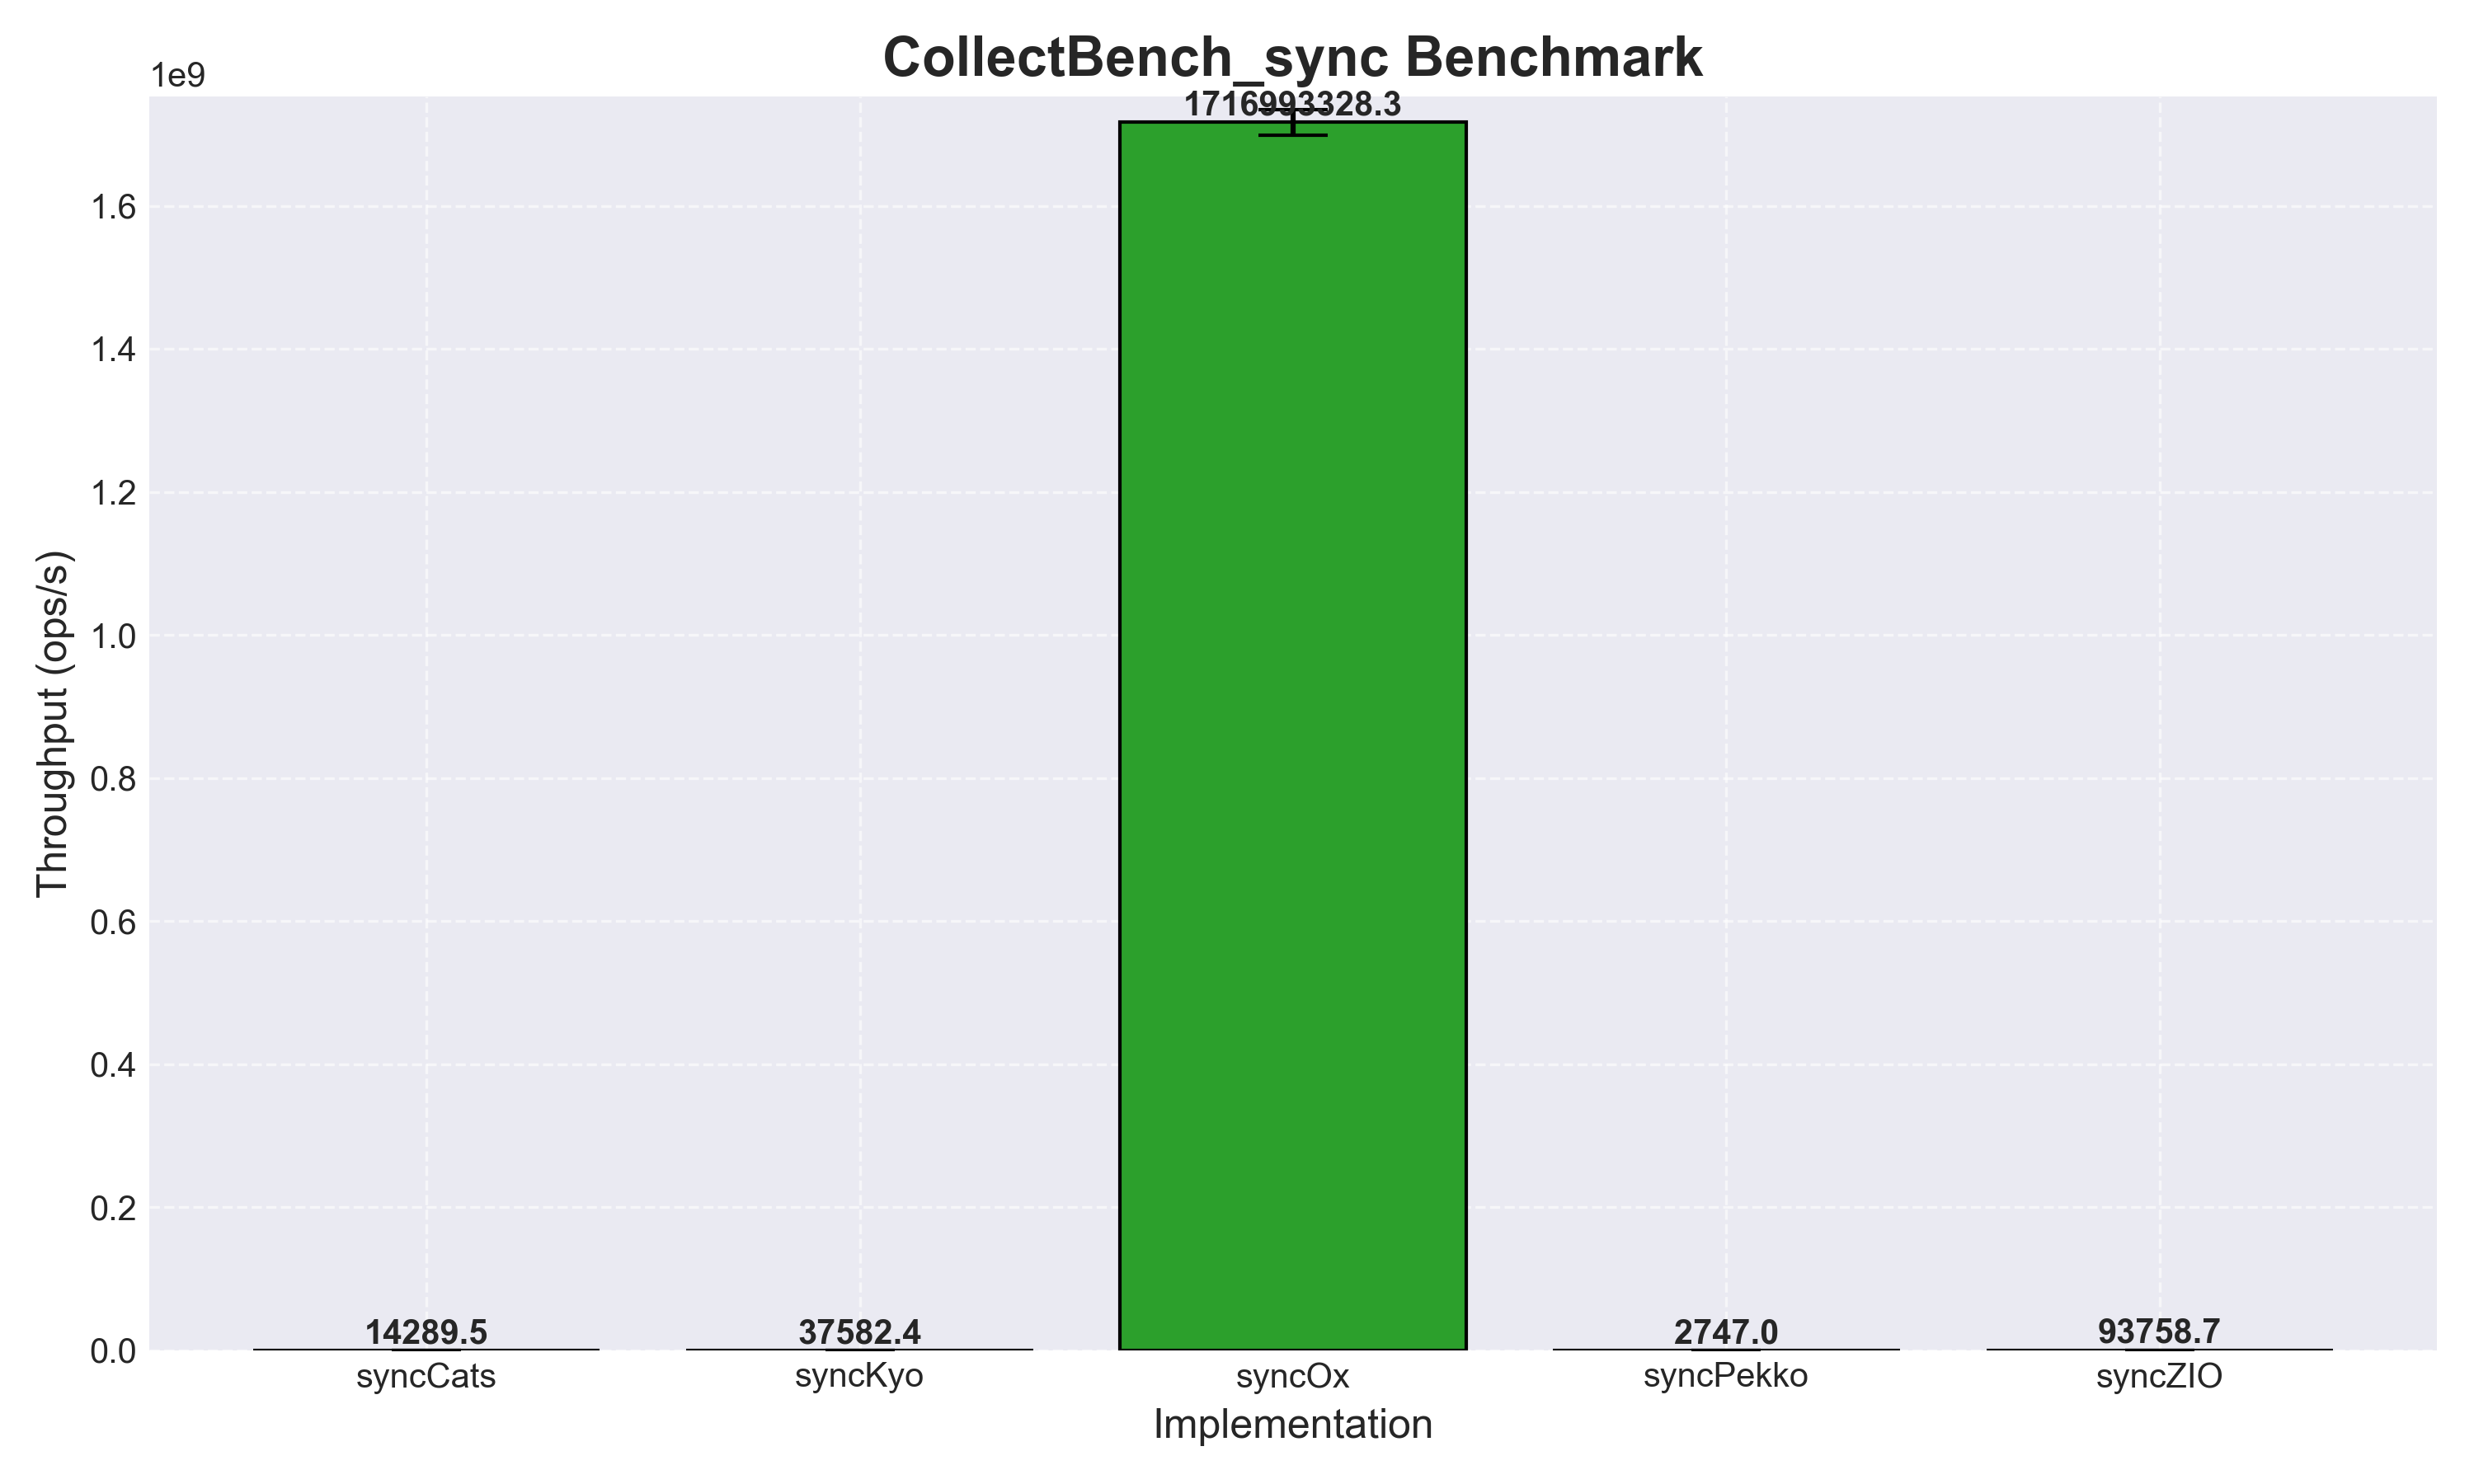 CollectBench_sync Benchmark
1e9
1716993328.3
1.6
1.4
1.2
1.0
0.8
0.6
0.4
0.2
0.0
Throughput (ops/s)
14289.5
37582.4
2747.0
93758.7
syncCats
syncKyo
syncOx
syncPekko
syncZIO
Implementation